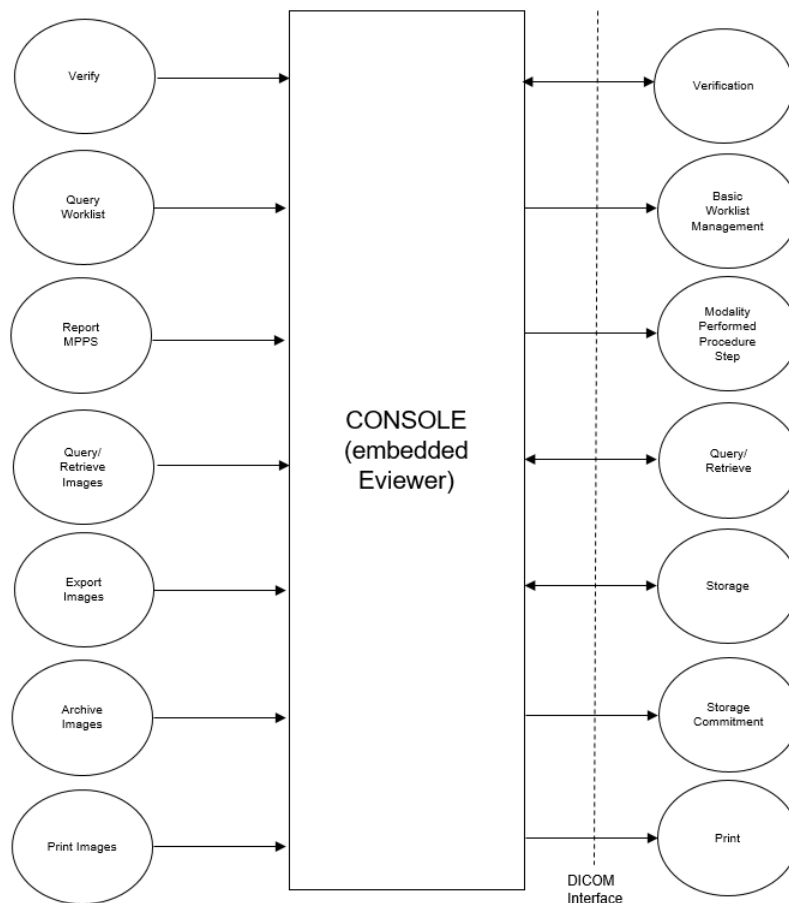 Verify
Verification
Query
Worklist
Basic
Worklist
Management
Report
MPPS
Modality
Performed
Procedure
Step
CONSOLE
(embedded
Eviewer)
Query/
Retrieve
Images
Query/
Retrieve
Export
Images
Storage
Archive
Images
Storage
Commitment
Print Images
Print
DICOM
Interface